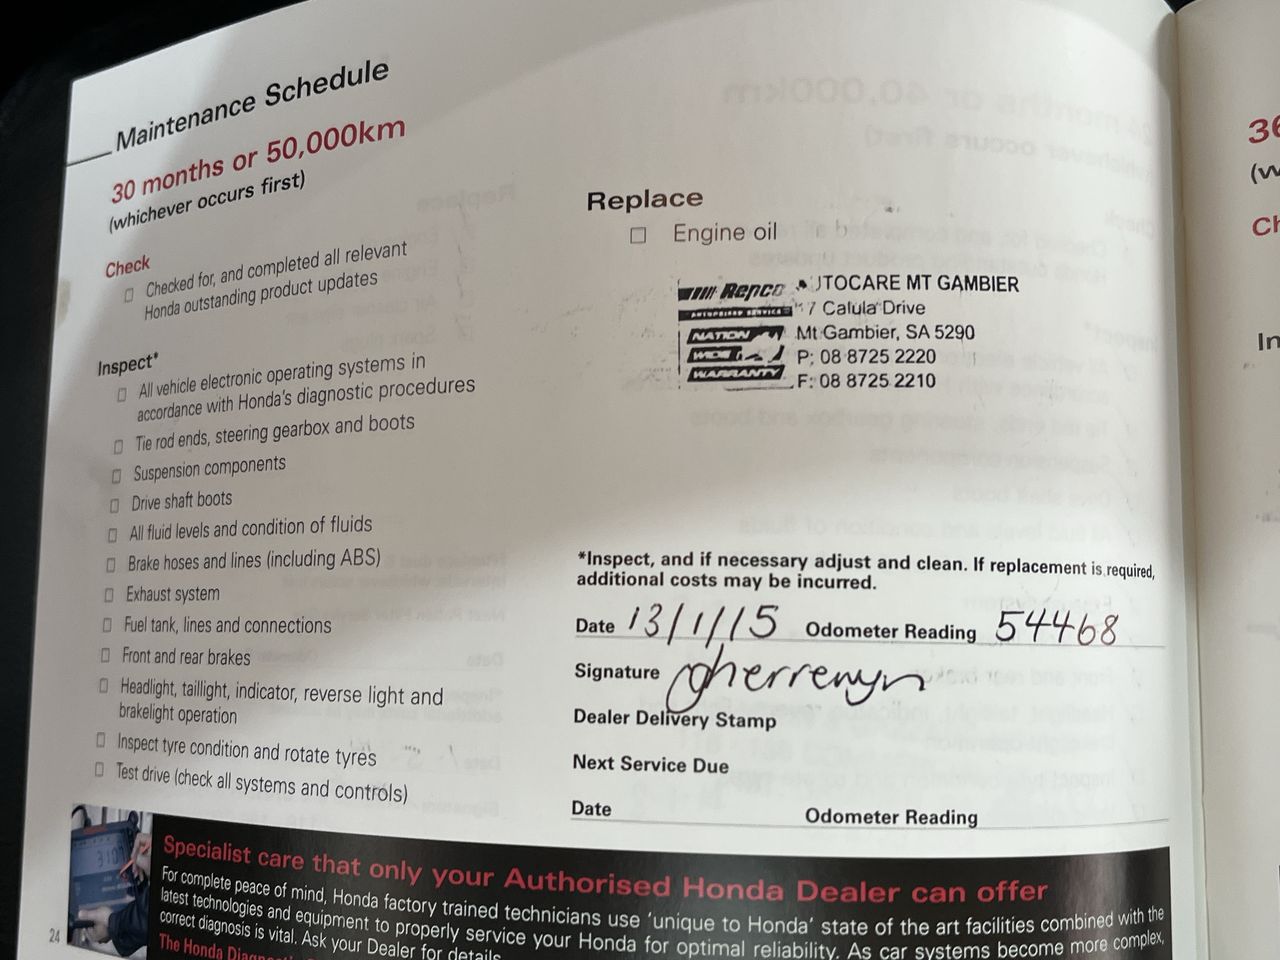 Maintenance Schedule
30 months or 50,000km
(whichever occurs first)
Check
Checked for, and completed all relevant
Honda outstanding product updates
Inspect*
All vehicle electronic operating systems in
accordance with Honda's diagnostic procedures
Tie rod ends, steering gearbox and boots
Suspension components
Drive shaft boots
All fluid levels and condition of fluids
Brake hoses and lines (including ABS)
Exhaust system
Fuel tank, lines and connections
Front and rear brakes
Headlight, taillight, indicator, reverse light and
brakelight operation
Inspect tyre condition and rotate tyres
Test drive (check all systems and controls)
Replace
Engine oil
Repco
AUTHORISED SERVICE
NATION
WIDE
WARRANTY
UTOCARE MT GAMBIER
7 Calula Drive
Mt Gambier, SA 5290
P: 08 8725 2220
F: 08 8725 2210
*Inspect, and if necessary adjust and clean. If replacement is required,
additional costs may be incurred.
Date 13/1/15 Odometer Reading 54468
Signature
Dealer Delivery Stamp
Next Service Due
Date Odometer Reading
Specialist care that only your Authorised Honda Dealer can offer
For complete peace of mind, Honda factory trained technicians use 'unique to Honda' state of the art facilities combined with the
latest technologies and equipment to properly service your Honda for optimal reliability. As car systems become more complex,
correct diagnosis is vital. Ask your Dealer for details.
The Honda
24
36
(w
Ch
In